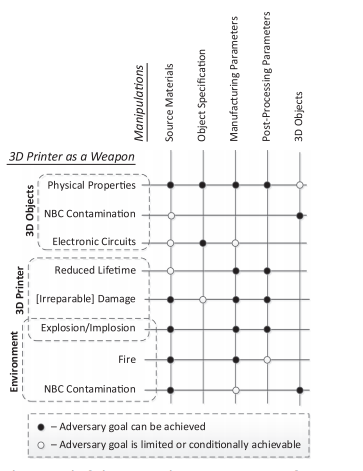 Manipulations
Source Materials
Object Specification
Manufacturing Parameters
Post-Processing Parameters
3D Objects
3D Printer as a Weapon
3D Objects
Physical Properties
NBC Contamination
Electronic Circuits
3D Printer
Reduced Lifetime
[Irreparable] Damage
Environment
Explosion/Implosion
Fire
NBC Contamination
● – Adversary goal can be achieved
○ – Adversary goal is limited or conditionally achievable